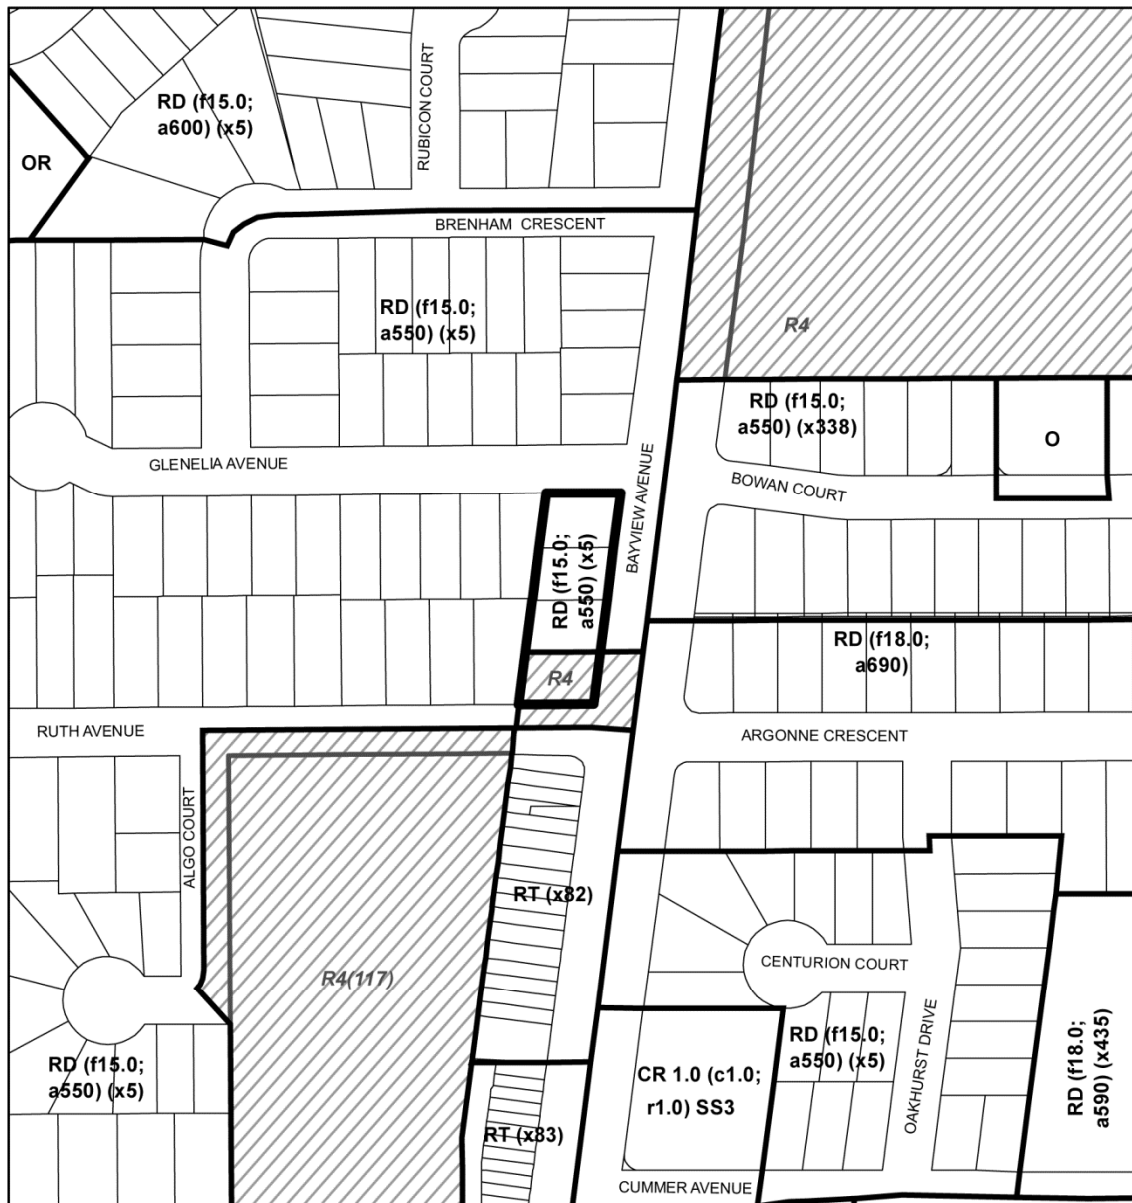 RUBICON COURT
RD (f15.0;
a600) (x5)
OR
BRENHAM CRESCENT
RD (f15.0;
a550) (x5)
R4
RD (f15.0;
a550) (x338)
O
GLENELIA AVENUE
BAYVIEW AVENUE
BOWAN COURT
RD (f15.0;
a550) (x5)
RD (f18.0;
a690)
R4
RUTH AVENUE
ARGONNE CRESCENT
ALGO COURT
RT (x82)
R4(117)
CENTURION COURT
OAKHURST DRIVE
RD (f15.0;
a550) (x5)
RD (f15.0;
a550) (x5)
CR 1.0 (c1.0;
r1.0) SS3
RD (f18.0;
a590) (x435)
RT (x83)
CUMMER AVENUE